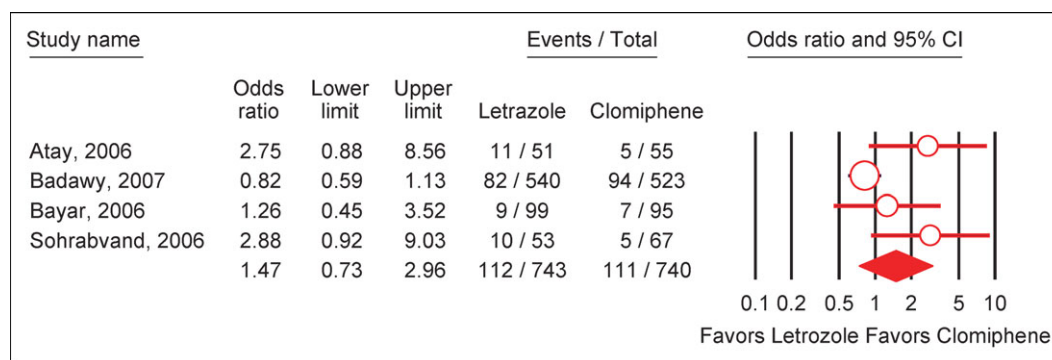 Study name Events / Total Odds ratio and 95% CI
Odds ratio Lower limit Upper limit Letrazole Clomiphene
Atay, 2006 2.75 0.88 8.56 11 / 51 5 / 55
Badawy, 2007 0.82 0.59 1.13 82 / 540 94 / 523
Bayar, 2006 1.26 0.45 3.52 9 / 99 7 / 95
Sohrabvand, 2006 2.88 0.92 9.03 10 / 53 5 / 67
1.47 0.73 2.96 112 / 743 111 / 740
0.1 0.2 0.5 1 2 5 10
Favors Letrozole Favors Clomiphene